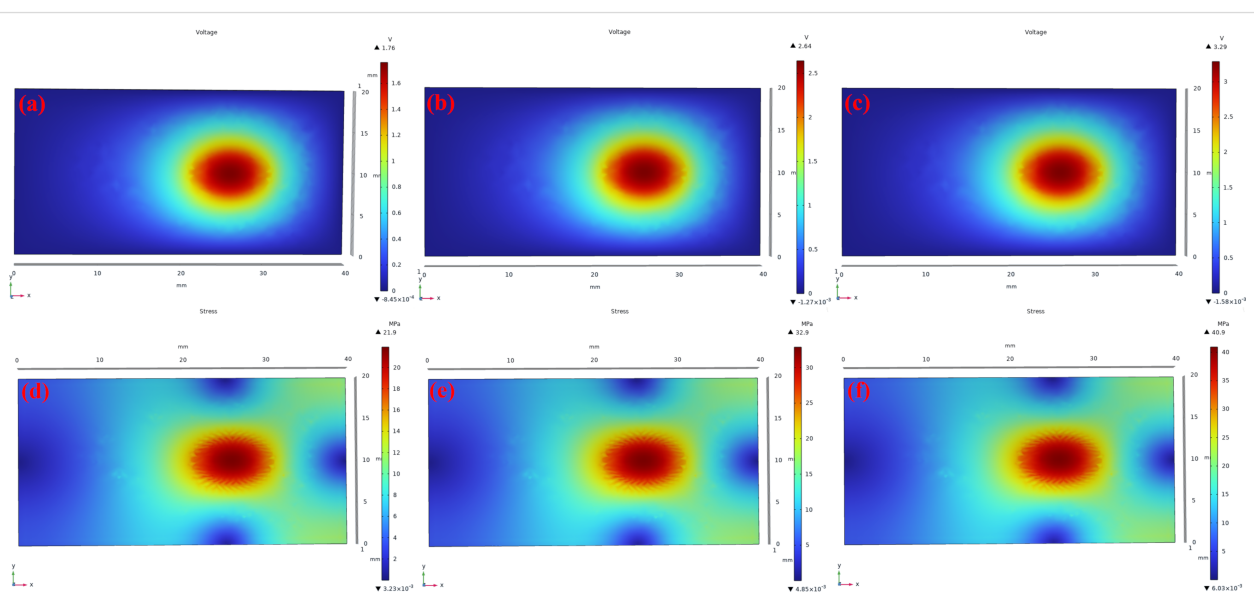 Voltage
V
▲ 1.76
mm
1
20
1.6
1.4
15
1.2
1
10
mm
0.8
0.6
5
0.4
0.2
0
0
▼ -8.45×10⁻⁴
0
10
20
30
40
mm
y
x
(a)
Voltage
V
▲ 2.64
20
2.5
15
2
1.5
10
m
1
5
0.5
0
0
▼ -1.27×10⁻³
1
0
10
20
30
40
mm
y
x
(b)
Voltage
V
▲ 3.29
20
3
15
2.5
2
10
m
1.5
5
1
0.5
0
0
▼ -1.58×10⁻³
1
0
10
20
30
40
mm
y
x
(c)
Stress
MPa
▲ 21.9
mm
0
10
20
30
40
20
20
18
15
16
14
10
m
12
10
8
5
6
4
0
1
mm
2
▼ 3.23×10⁻³
y
x
(d)
Stress
MPa
▲ 32.9
mm
0
10
20
30
40
20
30
15
25
20
10
m
15
5
10
0
1
mm
5
▼ 4.85×10⁻³
y
x
(e)
Stress
MPa
▲ 40.9
mm
0
10
20
30
40
20
40
15
35
30
10
m
25
20
5
15
10
0
1
mm
5
▼ 6.03×10⁻³
y
x
(f)